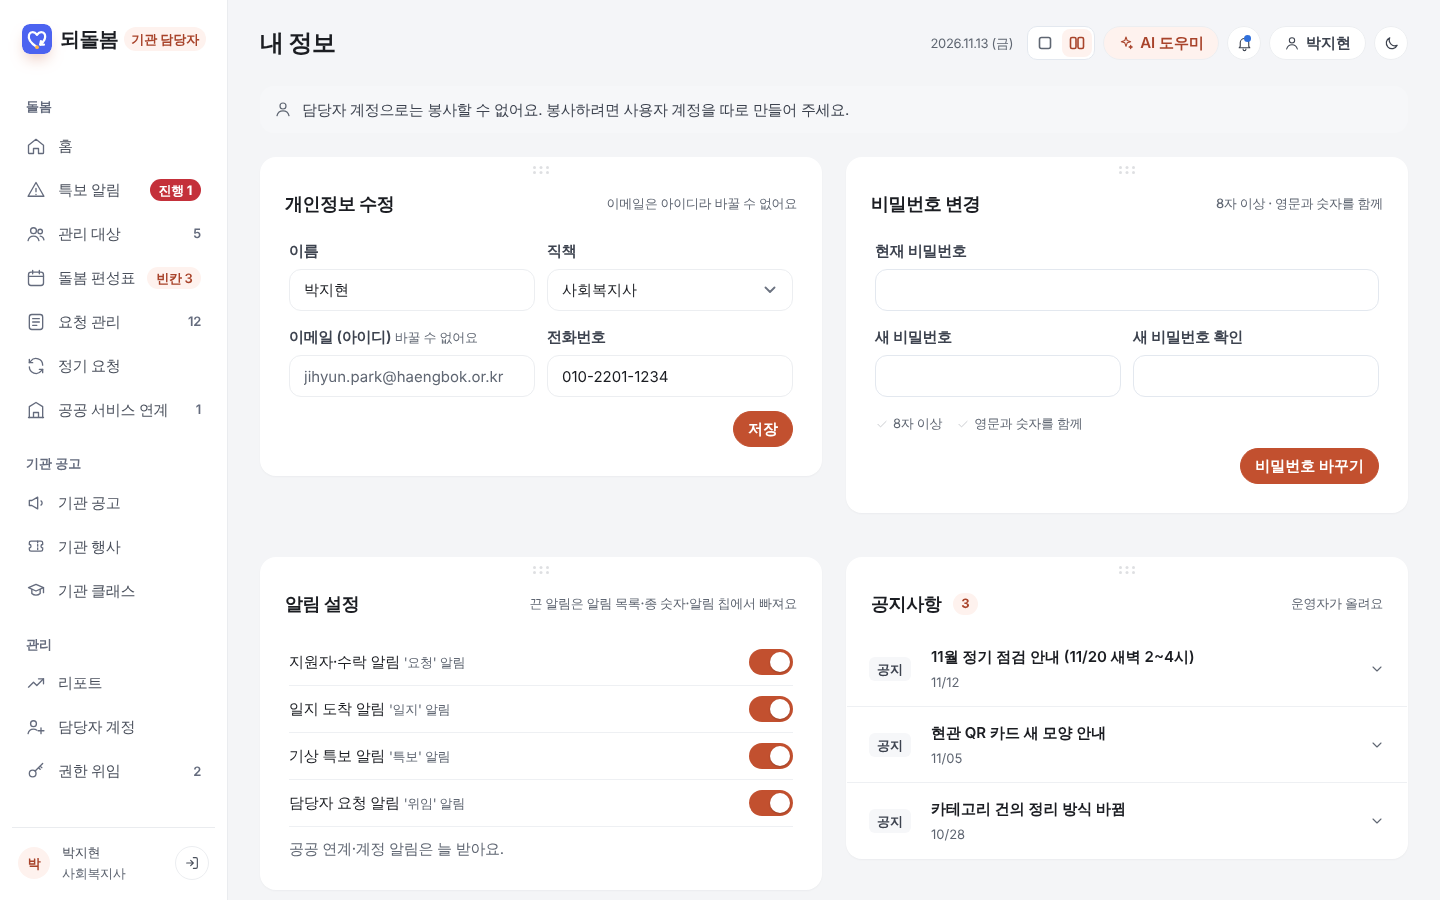 되돌봄 기관 담당자
돌봄
홈
특보 알림 진행 1
관리 대상 5
돌봄 편성표 빈칸 3
요청 관리 12
정기 요청
공공 서비스 연계 1
기관 공고
기관 공고
기관 행사
기관 클래스
관리
리포트
담당자 계정
권한 위임 2
박 박지현
사회복지사
내 정보
2026.11.13 (금) AI 도우미 박지현
담당자 계정으로는 봉사할 수 없어요. 봉사하려면 사용자 계정을 따로 만들어 주세요.
개인정보 수정 이메일은 아이디라 바꿀 수 없어요
이름 직책
박지현 사회복지사
이메일 (아이디) 바꿀 수 없어요 전화번호
jihyun.park@haengbok.or.kr 010-2201-1234
저장
비밀번호 변경 8자 이상 · 영문과 숫자를 함께
현재 비밀번호
새 비밀번호 새 비밀번호 확인
8자 이상 영문과 숫자를 함께
비밀번호 바꾸기
알림 설정 끈 알림은 알림 목록·종 숫자·알림 칩에서 빠져요
지원자·수락 알림 '요청' 알림
일지 도착 알림 '일지' 알림
기상 특보 알림 '특보' 알림
담당자 요청 알림 '위임' 알림
공공 연계·계정 알림은 늘 받아요.
공지사항 3 운영자가 올려요
공지 11월 정기 점검 안내 (11/20 새벽 2~4시)
11/12
공지 현관 QR 카드 새 모양 안내
11/05
공지 카테고리 건의 정리 방식 바뀜
10/28